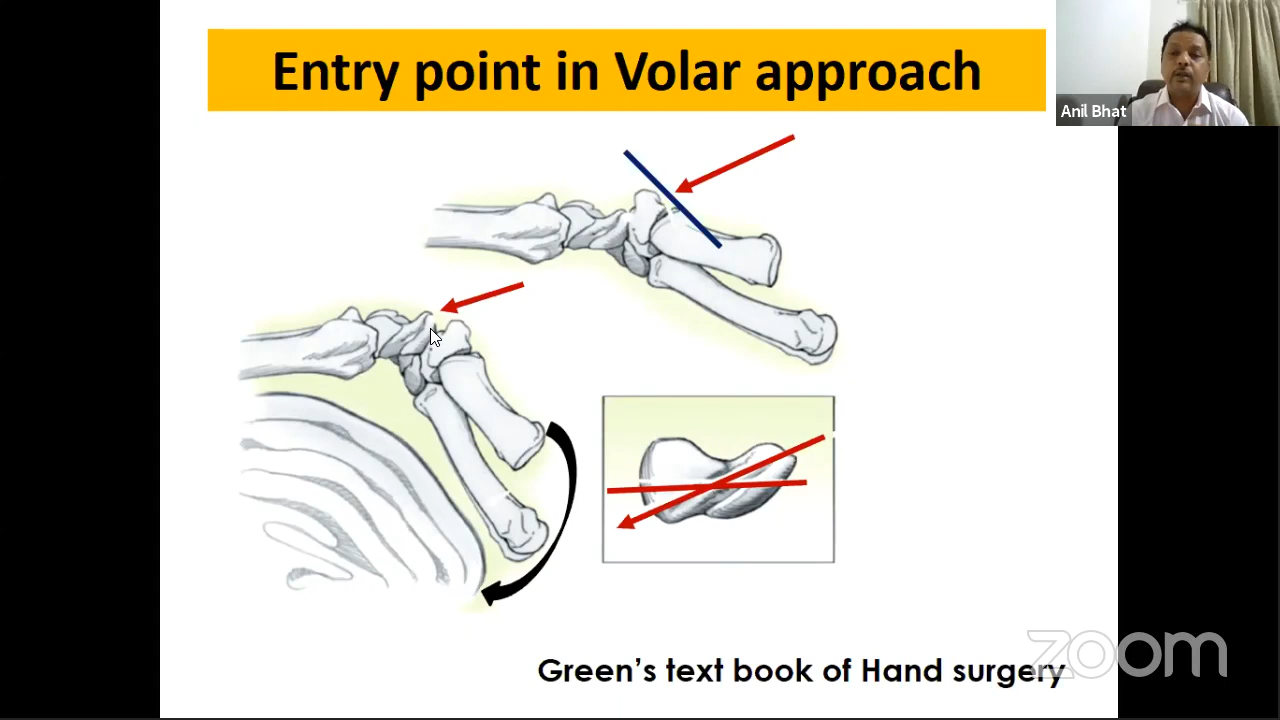 Entry point in Volar approach
Anil Bhat
Green's text book of Hand surgery
zoom